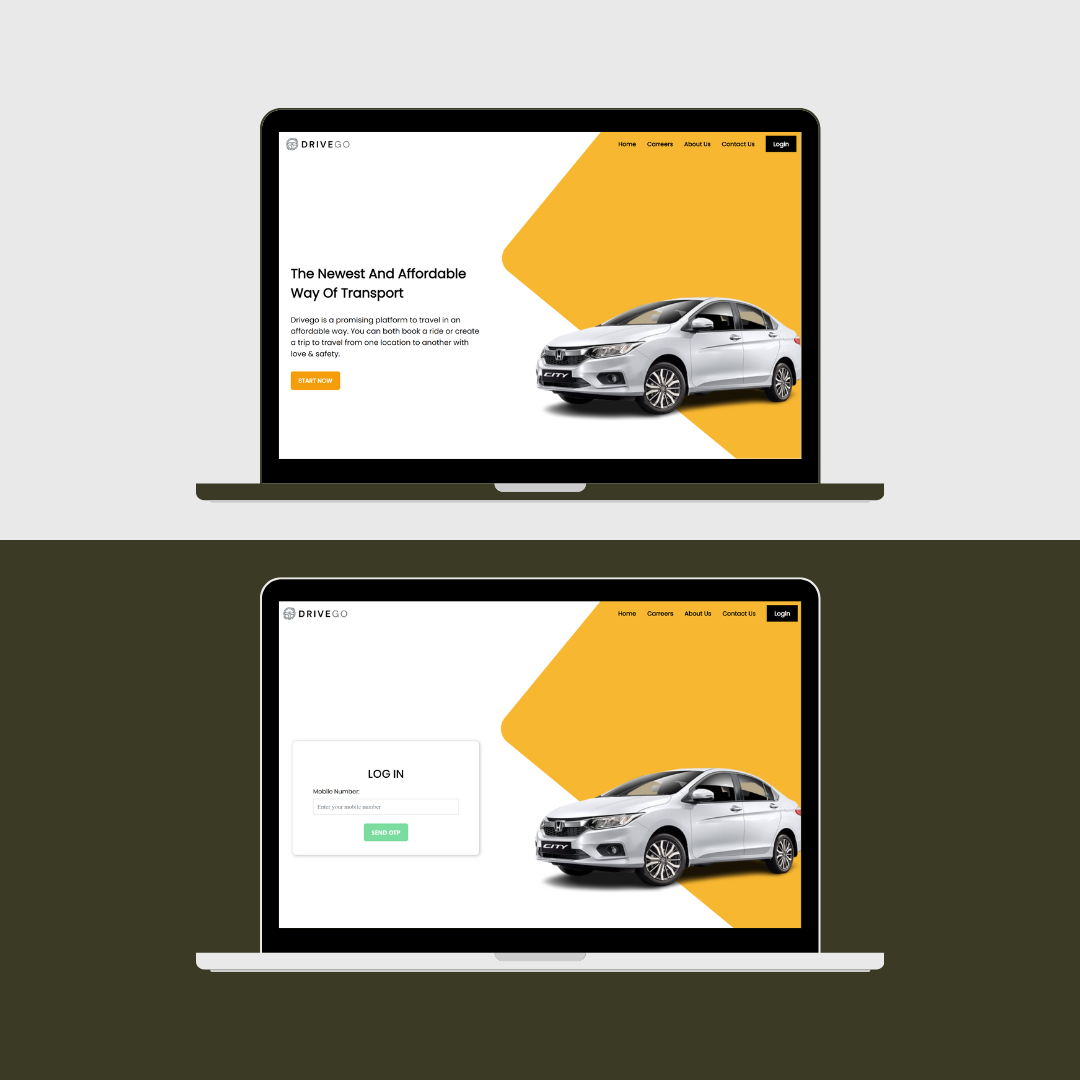 DRIVEGO
Home Carreers About Us Contact Us Login
The Newest And Affordable
Way Of Transport
Drivego is a promising platform to travel in an
affordable way. You can both book a ride or create
a trip to travel from one location to another with
love & safety.
START NOW
CITY
DRIVEGO
Home Carreers About Us Contact Us Login
LOG IN
Mobile Number:
Enter your mobile number
SEND OTP
CITY